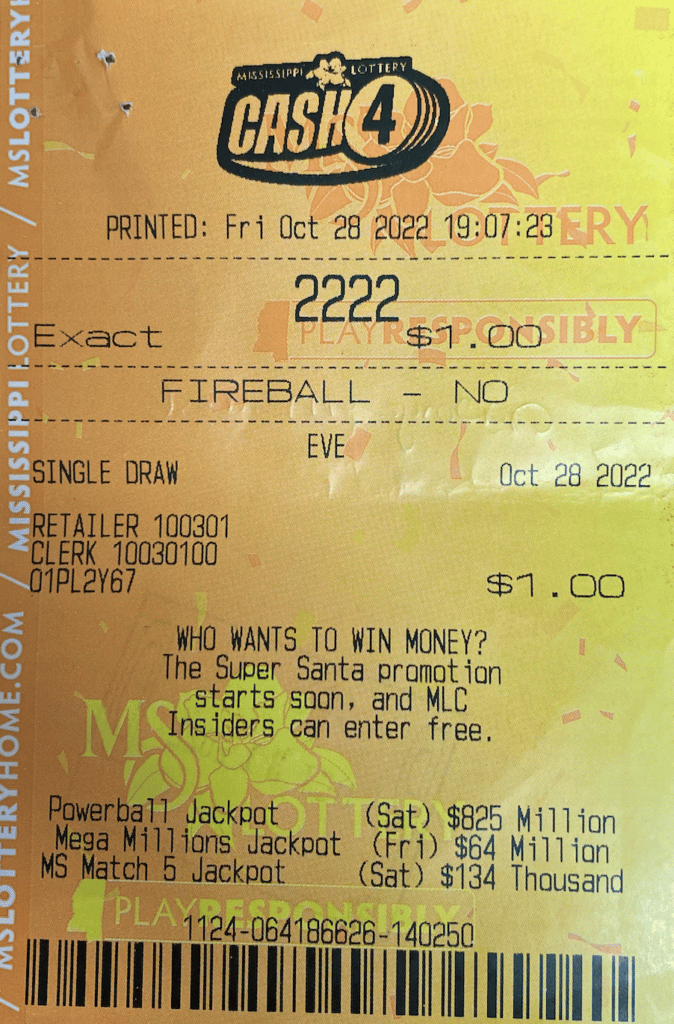 MISSISSIPPI LOTTERY
CASH 4
PRINTED: Fri Oct 28 2022 19:07:23
LOTTERY
2222
Exact $1.00
PLAY RESPONSIBLY
FIREBALL - NO
EVE
SINGLE DRAW Oct 28 2022
RETAILER 100301
CLERK 10030100
01PL2Y67 $1.00
WHO WANTS TO WIN MONEY?
The Super Santa promotion
starts soon, and MLC
Insiders can enter free.
MS
LOTTERY
Powerball Jackpot (Sat) $825 Million
Mega Millions Jackpot (Fri) $64 Million
MS Match 5 Jackpot (Sat) $134 Thousand
PLAY RESPONSIBLY
1124-064186626-140250
/ MSLOTTERYHOME.COM / MISSISSIPPI LOTTERY / MSLOTTERYH